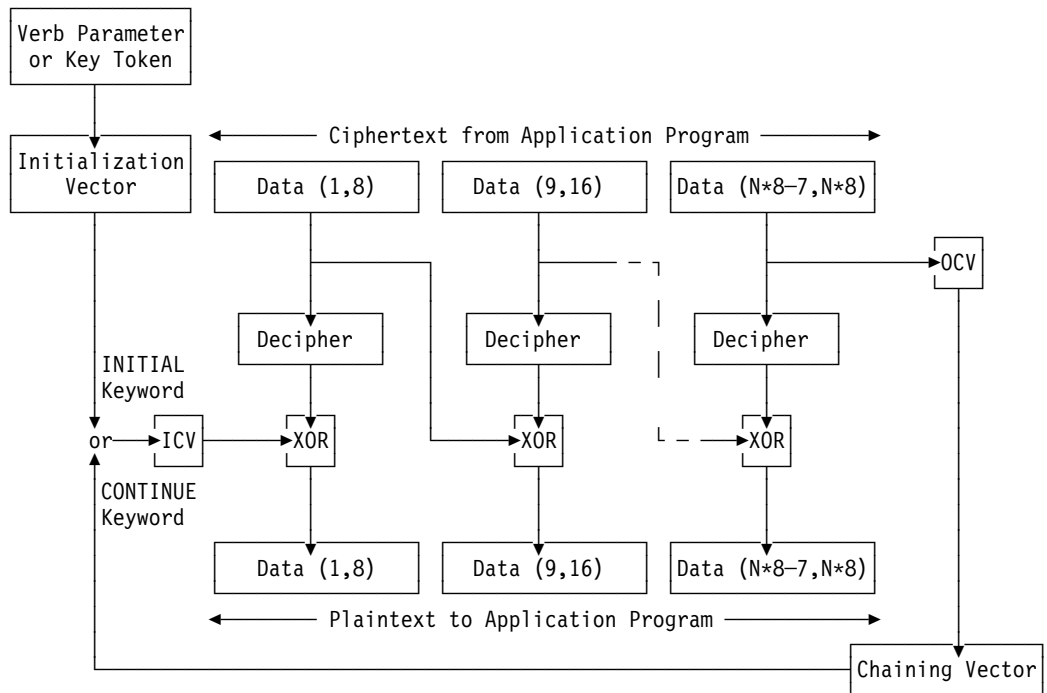 Verb Parameter
or Key Token
Ciphertext from Application Program
Initialization
Vector
Data (1,8)
Data (9,16)
Data (N*8–7,N*8)
OCV
Decipher
Decipher
Decipher
INITIAL
Keyword
or
ICV
XOR
XOR
XOR
CONTINUE
Keyword
Data (1,8)
Data (9,16)
Data (N*8–7,N*8)
Plaintext to Application Program
Chaining Vector